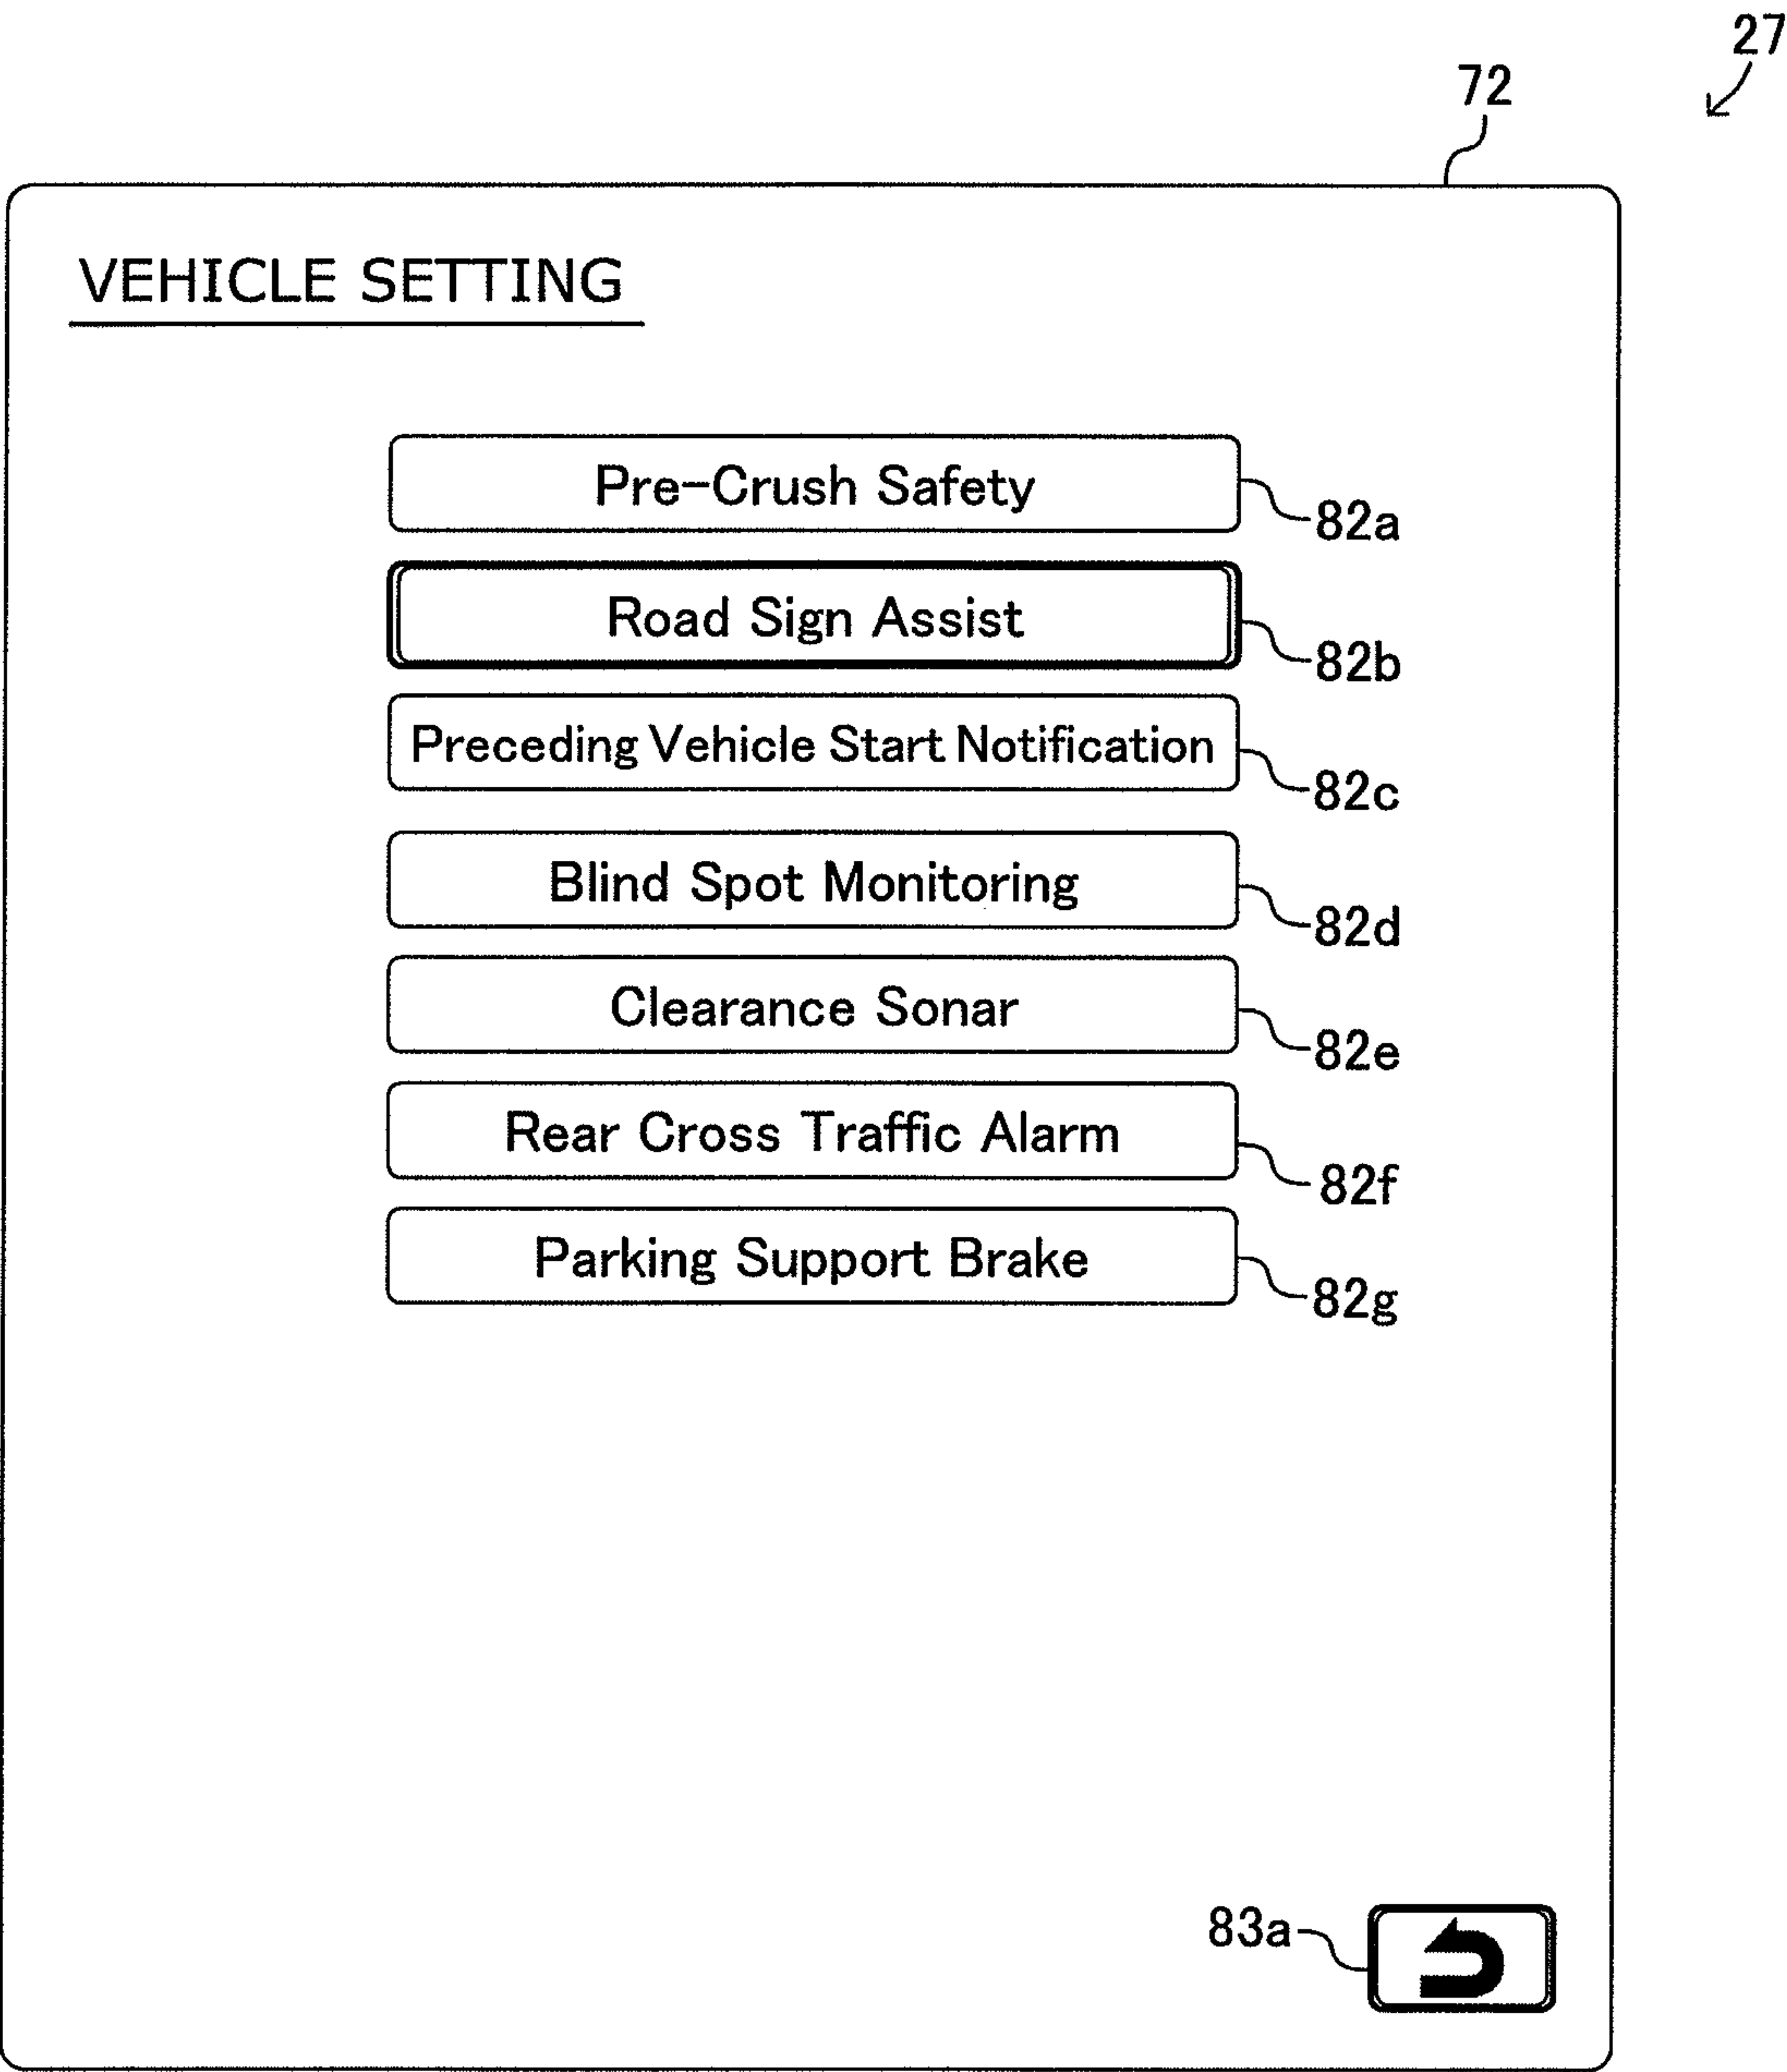 27
72
VEHICLE SETTING
Pre-Crush Safety
82a
Road Sign Assist
82b
Preceding Vehicle Start Notification
82c
Blind Spot Monitoring
82d
Clearance Sonar
82e
Rear Cross Traffic Alarm
82f
Parking Support Brake
82g
83a